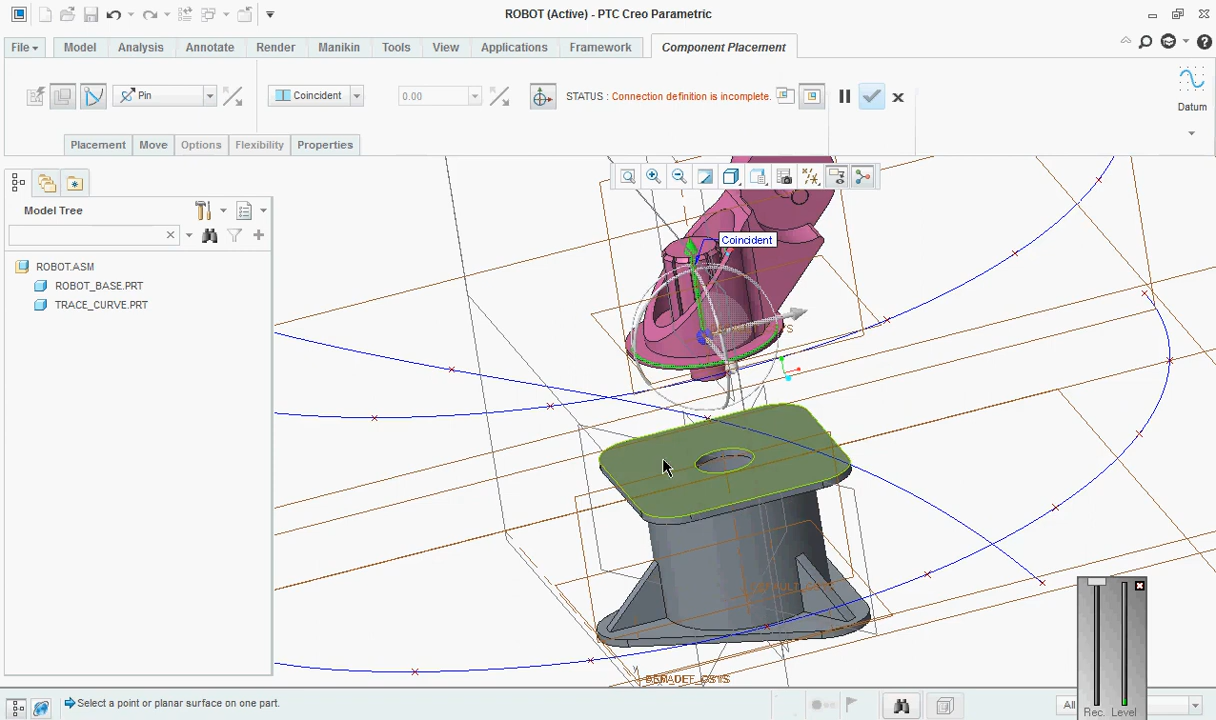 ROBOT (Active) - PTC Creo Parametric
File Model Analysis Annotate Render Manikin Tools View Applications Framework Component Placement
Pin Coincident 0.00 STATUS : Connection definition is incomplete.
Datum
Placement Move Options Flexibility Properties
Model Tree
Coincident
ROBOT.ASM
ROBOT_BASE.PRT
TRACE_CURVE.PRT
Select a point or planar surface on one part.
All
Rec. Level